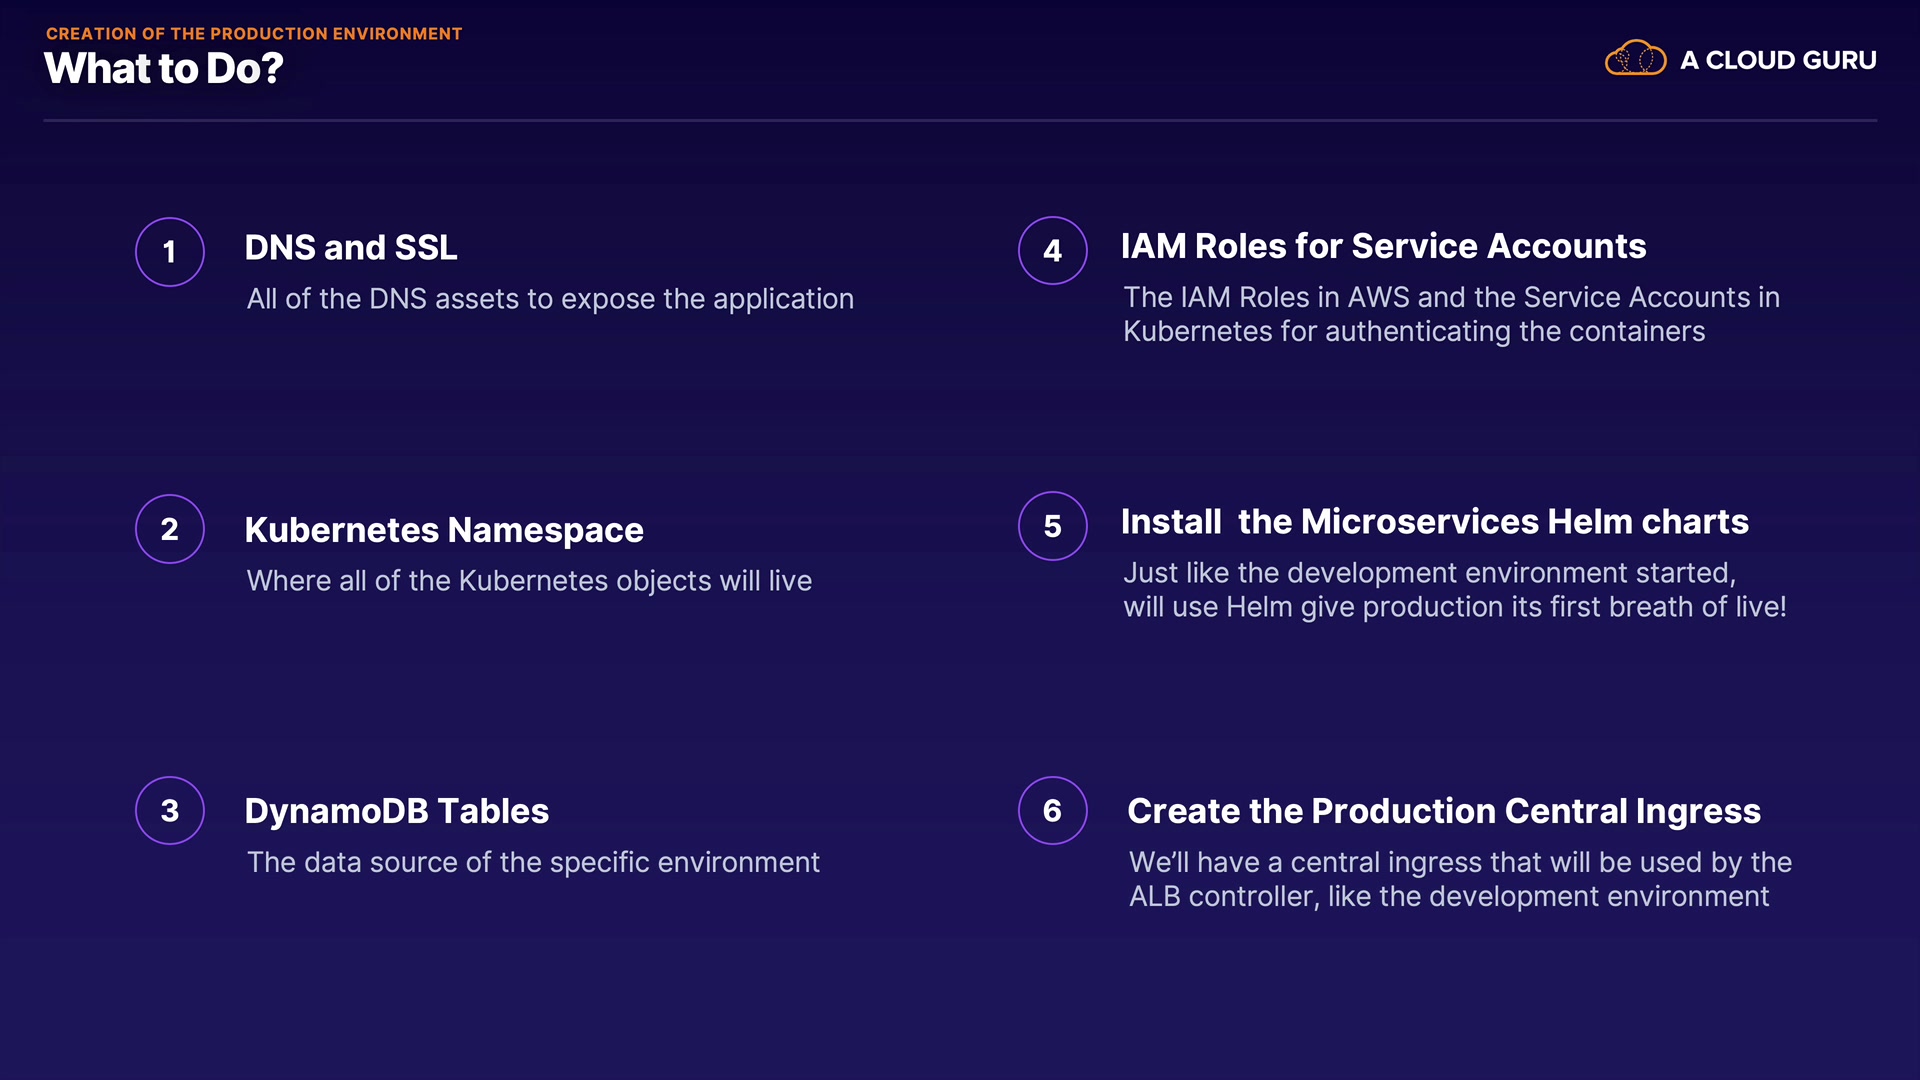 CREATION OF THE PRODUCTION ENVIRONMENT
What to Do?
A CLOUD GURU
1
DNS and SSL
All of the DNS assets to expose the application
2
Kubernetes Namespace
Where all of the Kubernetes objects will live
3
DynamoDB Tables
The data source of the specific environment
4
IAM Roles for Service Accounts
The IAM Roles in AWS and the Service Accounts in
Kubernetes for authenticating the containers
5
Install  the Microservices Helm charts
Just like the development environment started,
will use Helm give production its first breath of live!
6
Create the Production Central Ingress
We’ll have a central ingress that will be used by the
ALB controller, like the development environment